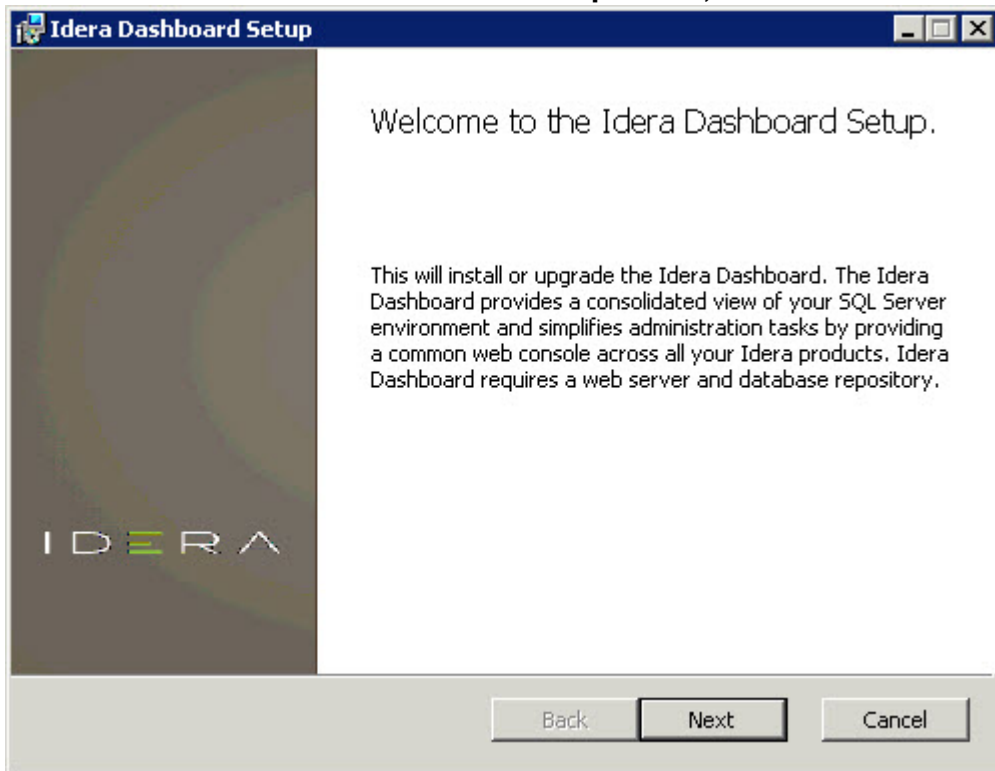 Idera Dashboard Setup
Welcome to the Idera Dashboard Setup.
This will install or upgrade the Idera Dashboard. The Idera
Dashboard provides a consolidated view of your SQL Server
environment and simplifies administration tasks by providing
a common web console across all your Idera products. Idera
Dashboard requires a web server and database repository.
IDERA
Back Next Cancel